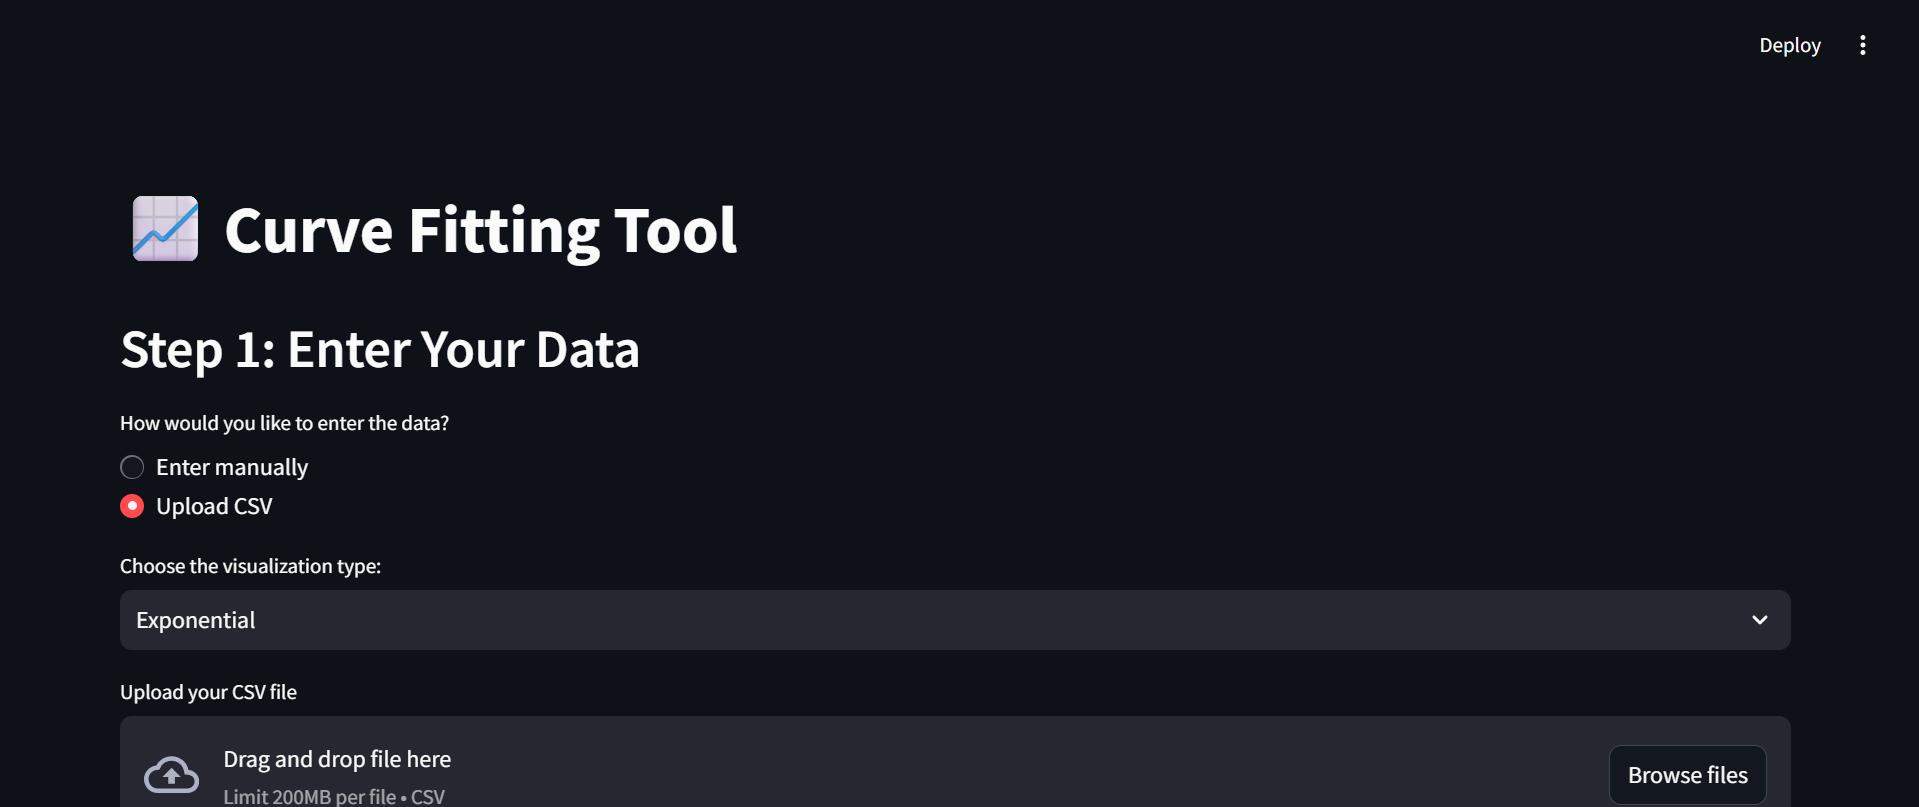 Deploy
Curve Fitting Tool
Step 1: Enter Your Data
How would you like to enter the data?
Enter manually
Upload CSV
Choose the visualization type:
Exponential
Upload your CSV file
Drag and drop file here
Limit 200MB per file • CSV
Browse files